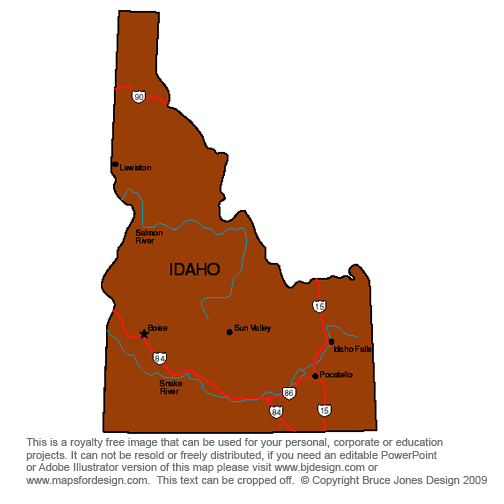 90
Lewiston
Salmon
River
IDAHO
15
Boise
Sun Valley
Idaho Falls
84
Pocatello
Snake
River
86
84
15
This is a royalty free image that can be used for your personal, corporate or education
projects. It can not be resold or freely distributed, if you need an editable PowerPoint
or Adobe Illustrator version of this map please visit www.bjdesign.com or
www.mapsfordesign.com. This text can be cropped off. © Copyright Bruce Jones Design 2009